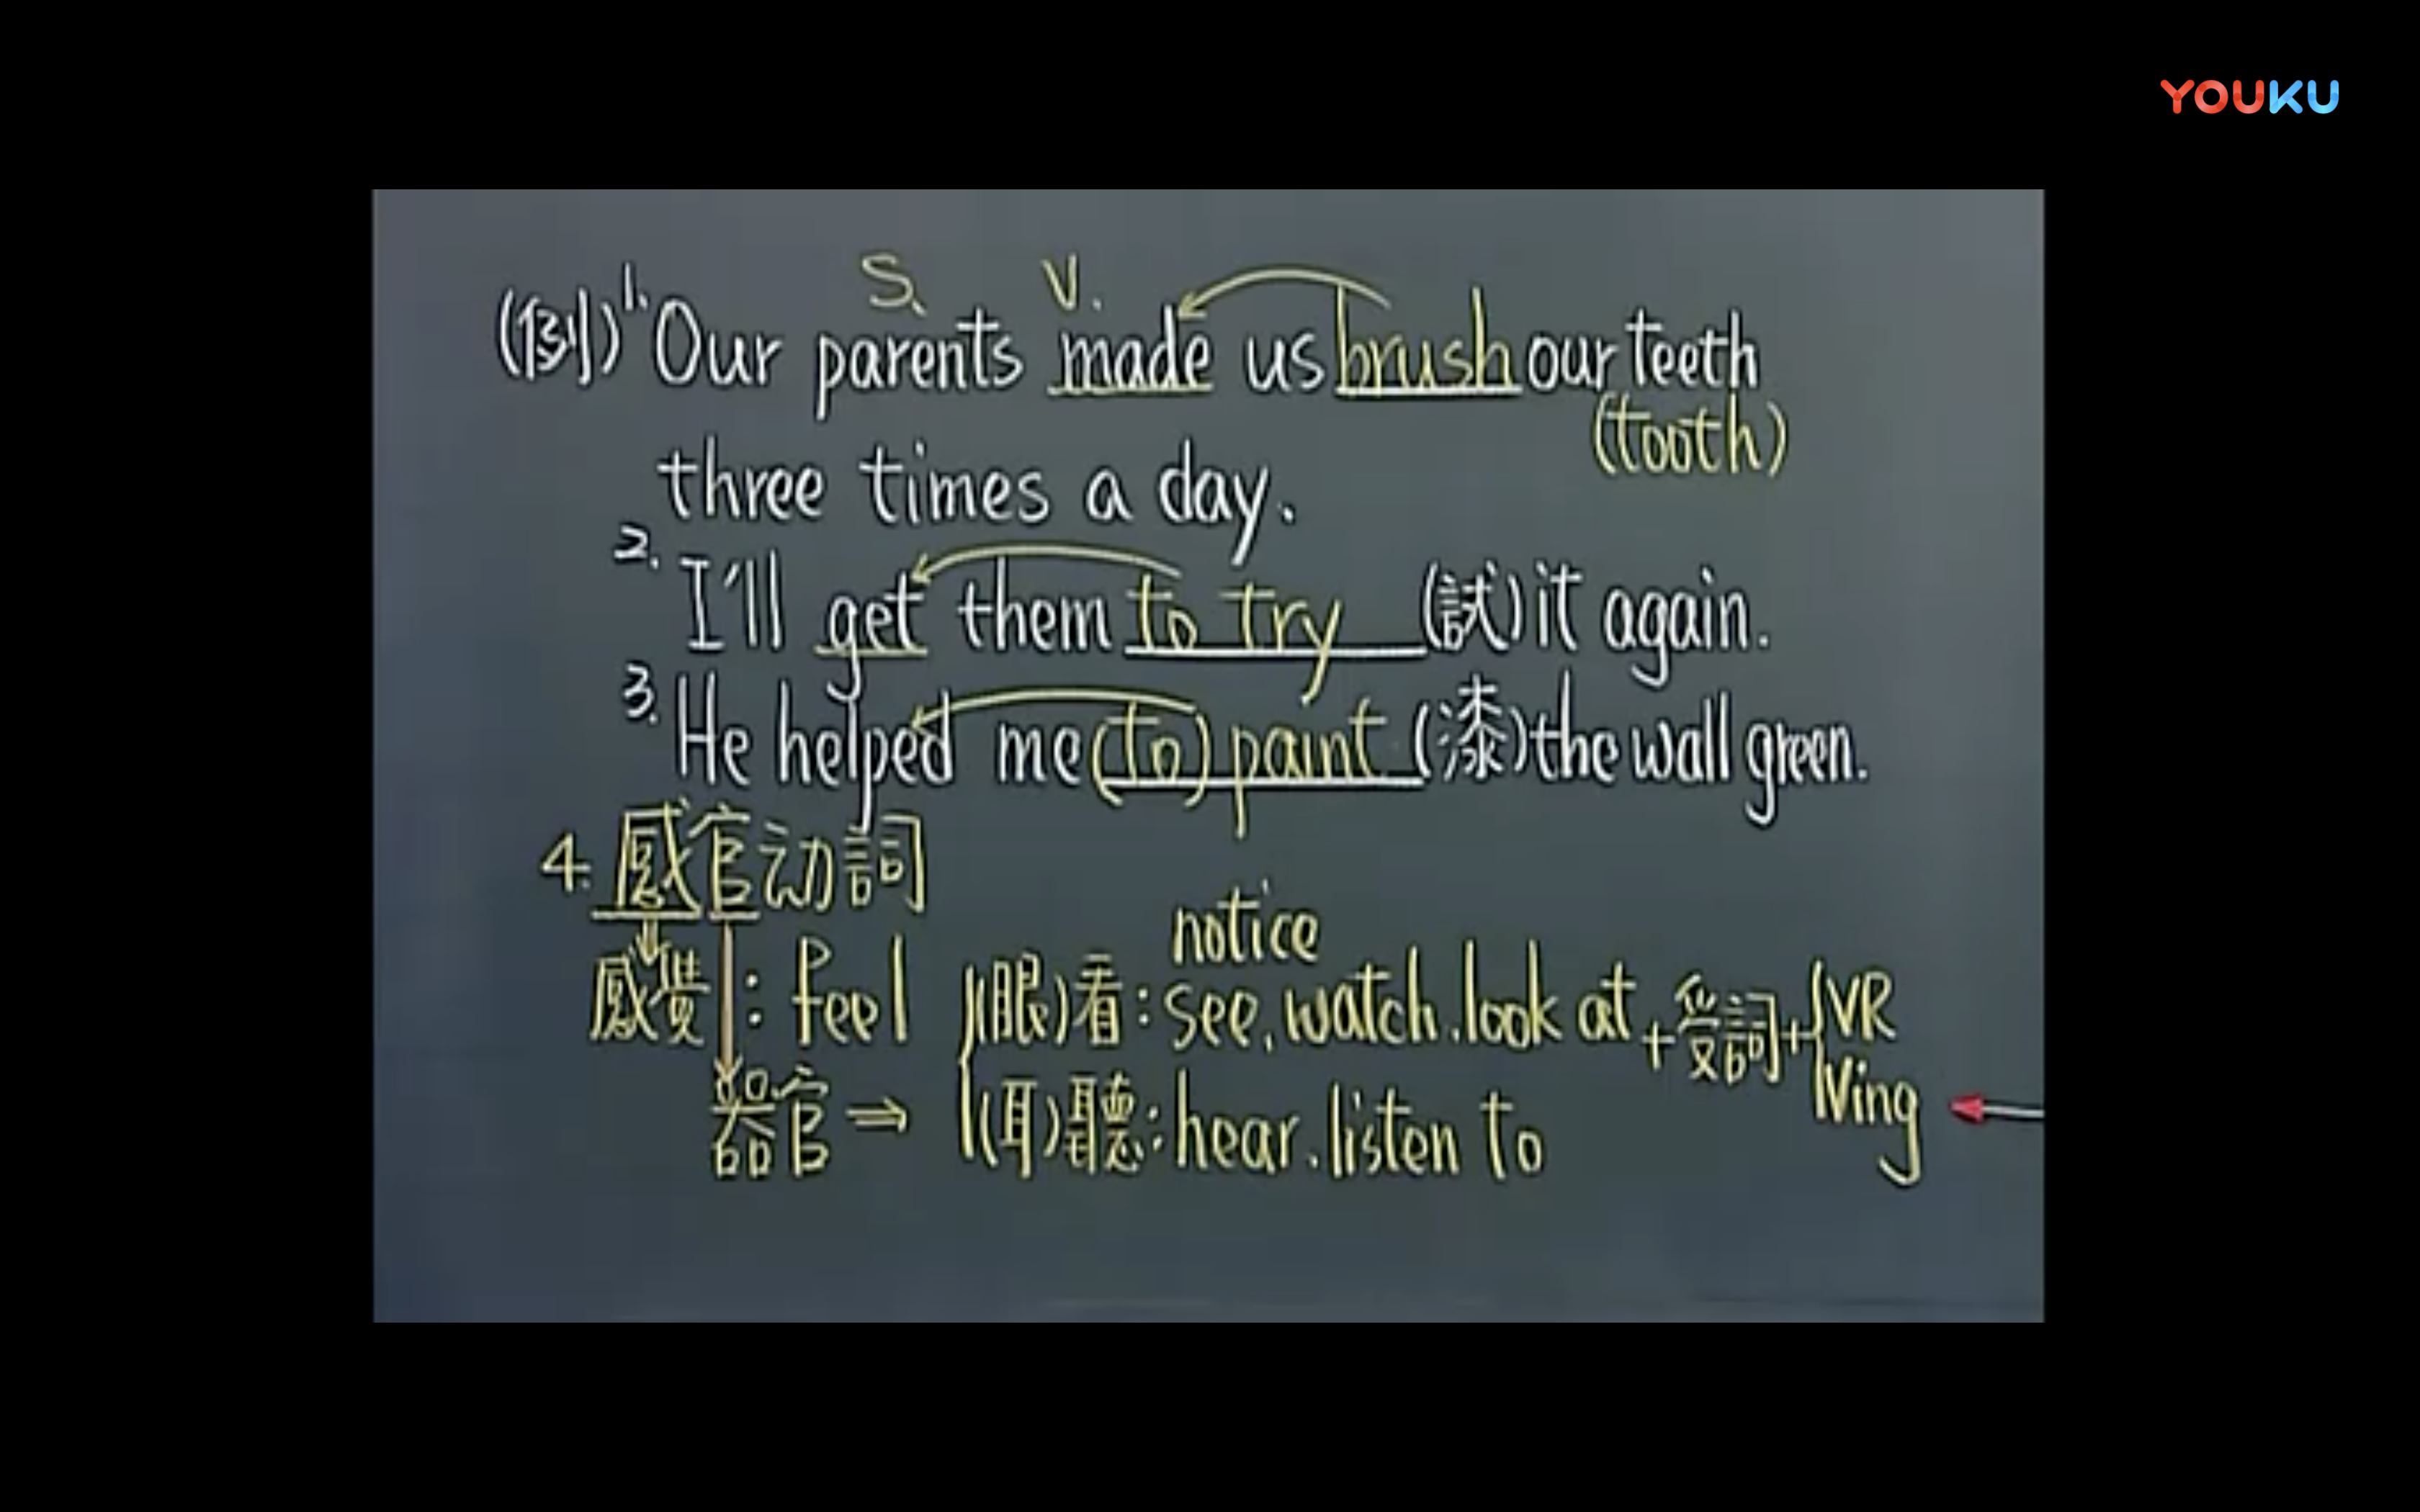 YOUKU
S. V.
(例) 1. Our parents made us brush our teeth
(tooth)
three times a day.
2. I'll get them to try (試) it again.
3. He helped me (to) paint (漆) the wall green.
4. 感官动詞
notice
感覺: feel (眼)看: see, watch, look at + 受詞 + VR
Ving
器官 ⇒ (耳)聽: hear. listen to